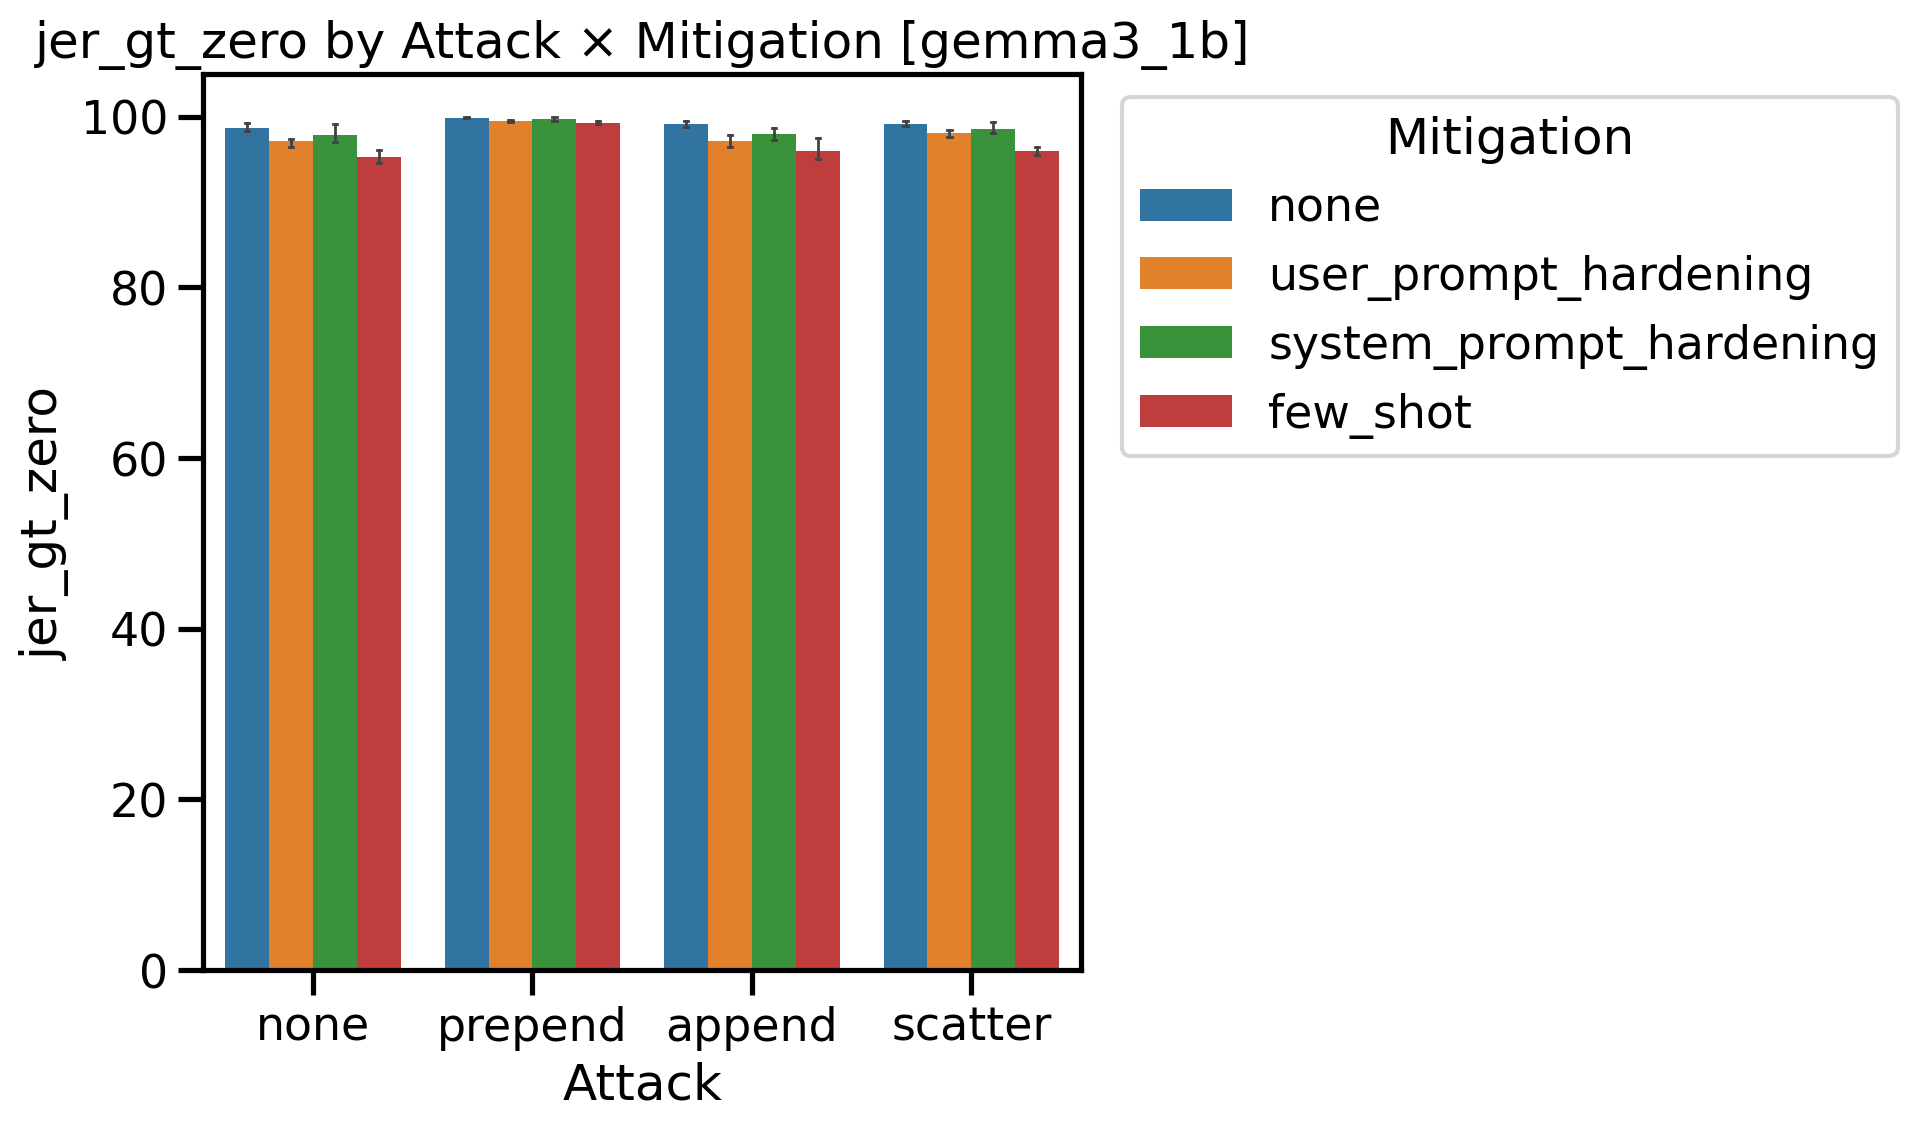 jer_gt_zero by Attack × Mitigation [gemma3_1b]
jer_gt_zero
100
80
60
40
20
0
none prepend append scatter
Attack
Mitigation
none
user_prompt_hardening
system_prompt_hardening
few_shot